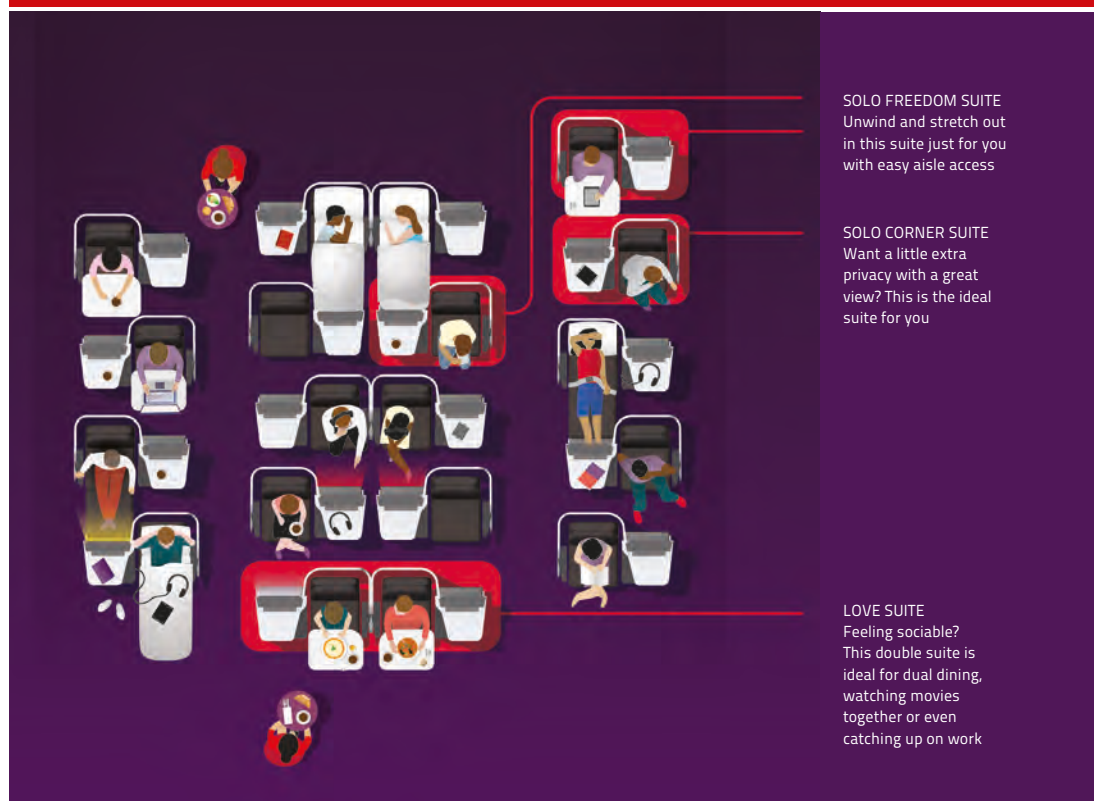 SOLO FREEDOM SUITE
Unwind and stretch out
in this suite just for you
with easy aisle access
SOLO CORNER SUITE
Want a little extra
privacy with a great
view? This is the ideal
suite for you
LOVE SUITE
Feeling sociable?
This double suite is
ideal for dual dining,
watching movies
together or even
catching up on work